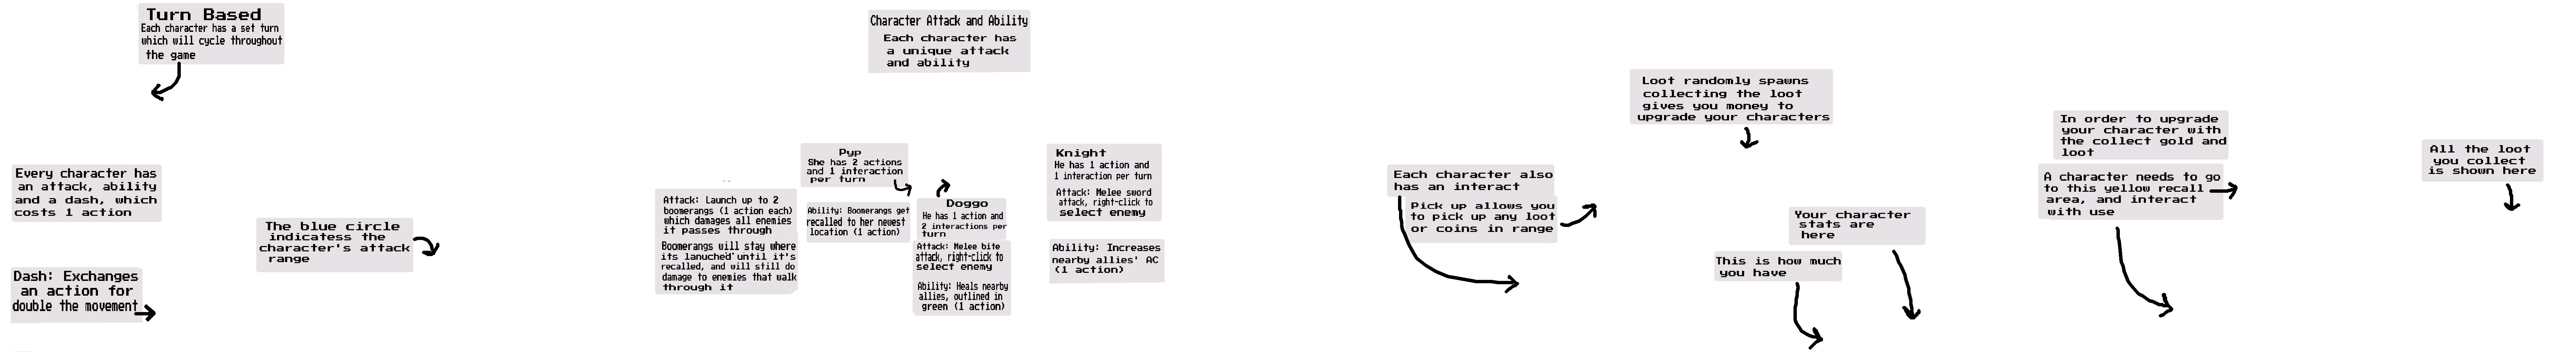 Turn Based
Each character has a set turn
which will cycle throughout
the game
Every character has
an attack, ability
and a dash, which
costs 1 action
The blue circle
indicatess the
character's attack
range
Dash: Exchanges
an action for
double the movement
Character Attack and Ability
Each character has
a unique attack
and ability
Pyp
She has 2 actions
and 1 interaction
per turn
Attack: Launch up to 2
boomerangs (1 action each)
which damages all enemies
it passes through
Boomerangs will stay where
its lanuched until it's
recalled, and will still do
damage to enemies that walk
through it
Ability: Boomerangs get
recalled to her newest
location (1 action)
Doggo
He has 1 action and
2 interactions per
turn
Attack: Melee bite
attack, right-click to
select enemy
Ability: Heals nearby
allies, outlined in
green (1 action)
Knight
He has 1 action and
1 interaction per turn
Attack: Melee sword
attack, right-click to
select enemy
Ability: Increases
nearby allies' AC
(1 action)
Each character also
has an interact
Pick up allows you
to pick up any loot
or coins in range
Loot randomly spawns
collecting the loot
gives you money to
upgrade your characters
Your character
stats are
here
This is how much
you have
In order to upgrade
your character with
the collect gold and
loot
A character needs to go
to this yellow recall
area, and interact
with use
All the loot
you collect
is shown here